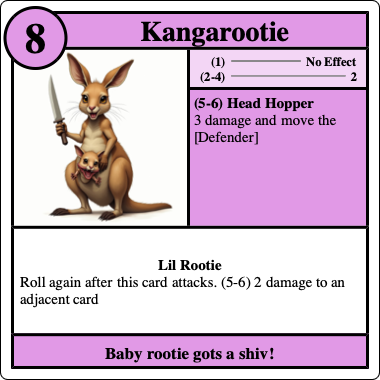 8
Kangarootie
(1) No Effect
(2-4) 2
(5-6) Head Hopper
3 damage and move the
[Defender]
Lil Rootie
Roll again after this card attacks. (5-6) 2 damage to an
adjacent card
Baby rootie gots a shiv!